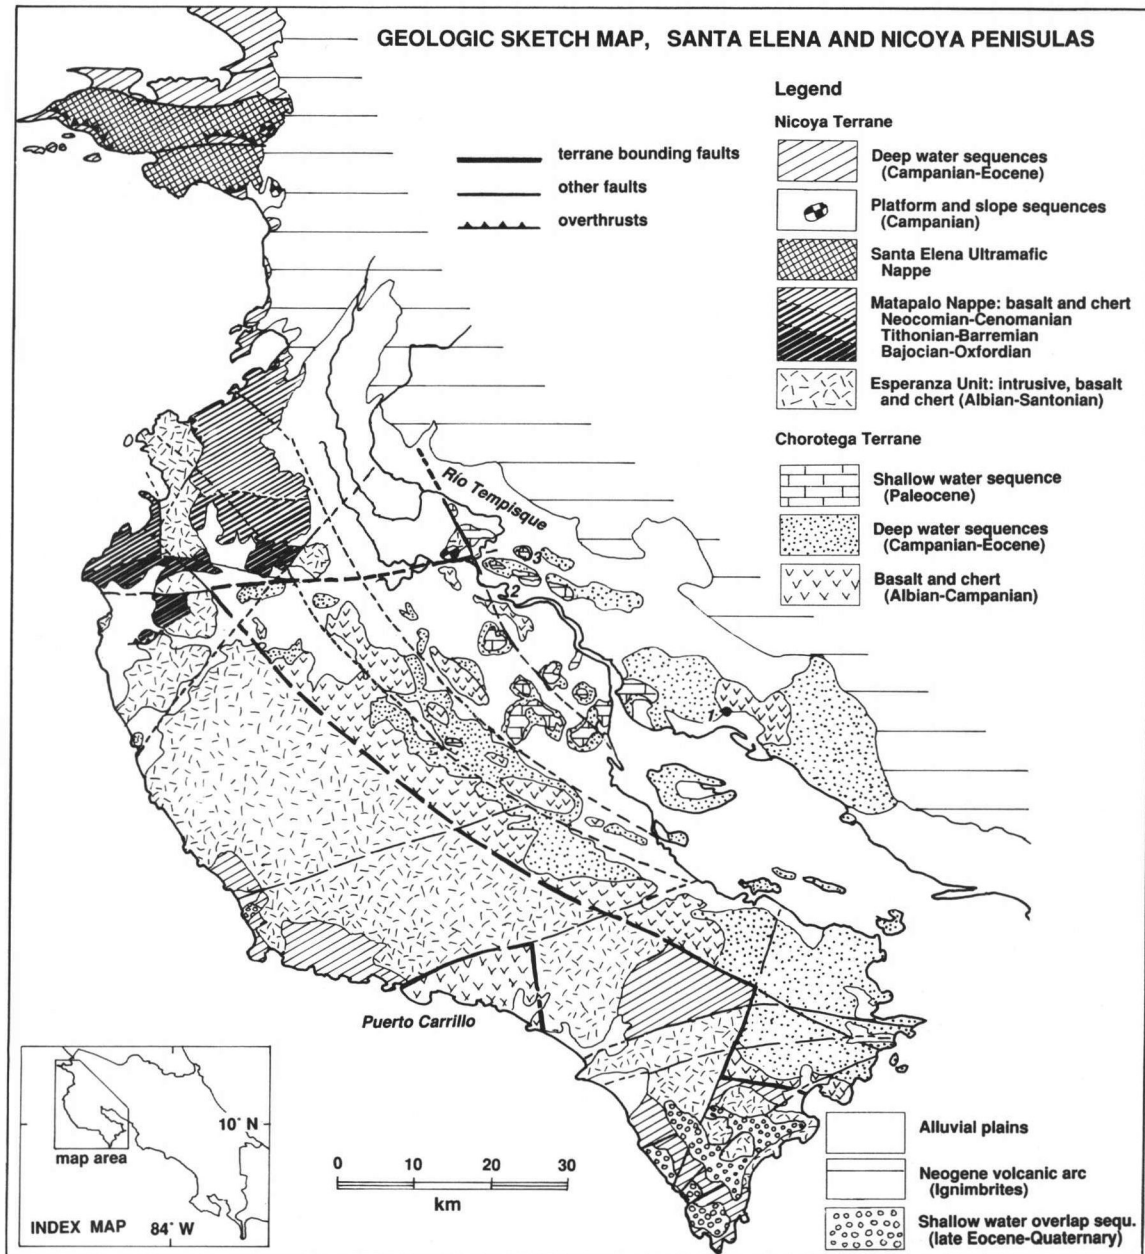 GEOLOGIC SKETCH MAP, SANTA ELENA AND NICOYA PENISULAS
Legend
Nicoya Terrane
Deep water sequences
(Campanian-Eocene)
Platform and slope sequences
(Campanian)
Santa Elena Ultramafic
Nappe
Matapalo Nappe: basalt and chert
Neocomian-Cenomanian
Tithonian-Barremian
Bajocian-Oxfordian
Esperanza Unit: intrusive, basalt
and chert (Albian-Santonian)
Chorotega Terrane
Shallow water sequence
(Paleocene)
Deep water sequences
(Campanian-Eocene)
Basalt and chert
(Albian-Campanian)
terrane bounding faults
other faults
overthrusts
Río Tempisque
3
2
1
Puerto Carrillo
10° N
map area
INDEX MAP 84° W
0 10 20 30
km
Alluvial plains
Neogene volcanic arc
(Ignimbrites)
Shallow water overlap sequ.
(late Eocene-Quaternary)